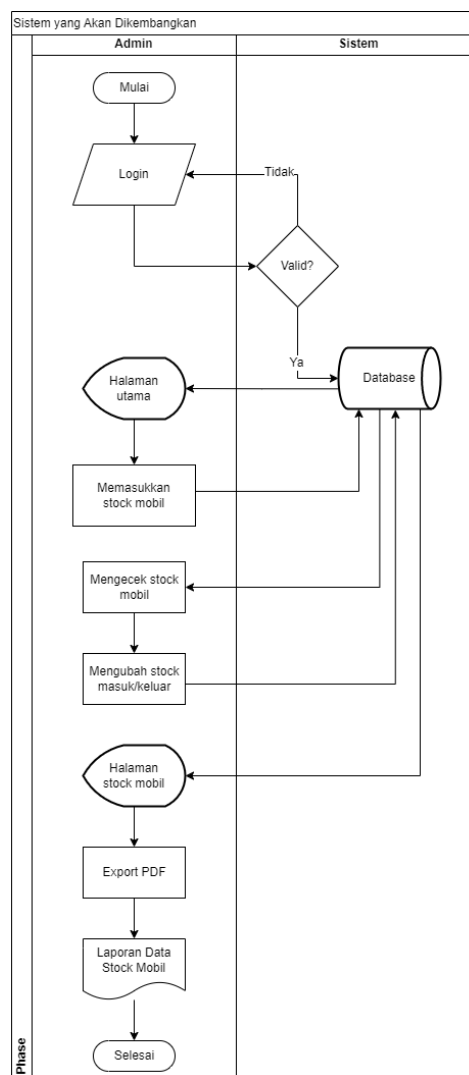 Sistem yang Akan Dikembangkan
Admin
Sistem
Mulai
Login
Tidak
Valid?
Ya
Database
Halaman
utama
Memasukkan
stock mobil
Mengecek stock
mobil
Mengubah stock
masuk/keluar
Halaman
stock mobil
Export PDF
Laporan Data
Stock Mobil
Selesai
Phase